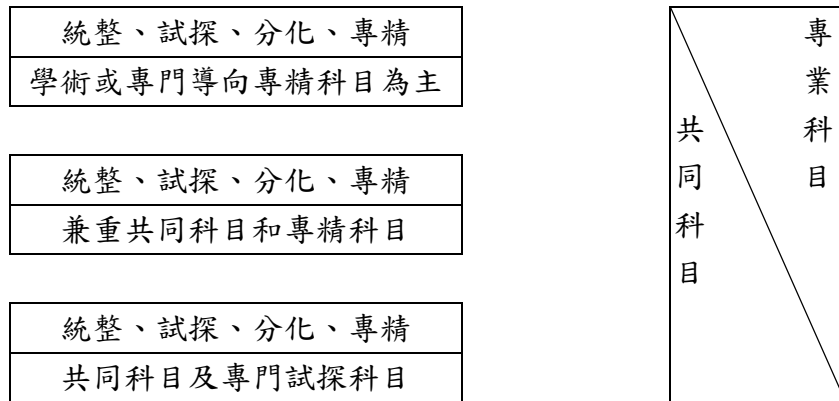 統整、試探、分化、專精
學術或專門導向專精科目為主
統整、試探、分化、專精
兼重共同科目和專精科目
統整、試探、分化、專精
共同科目及專門試探科目
共同科目
專業科目